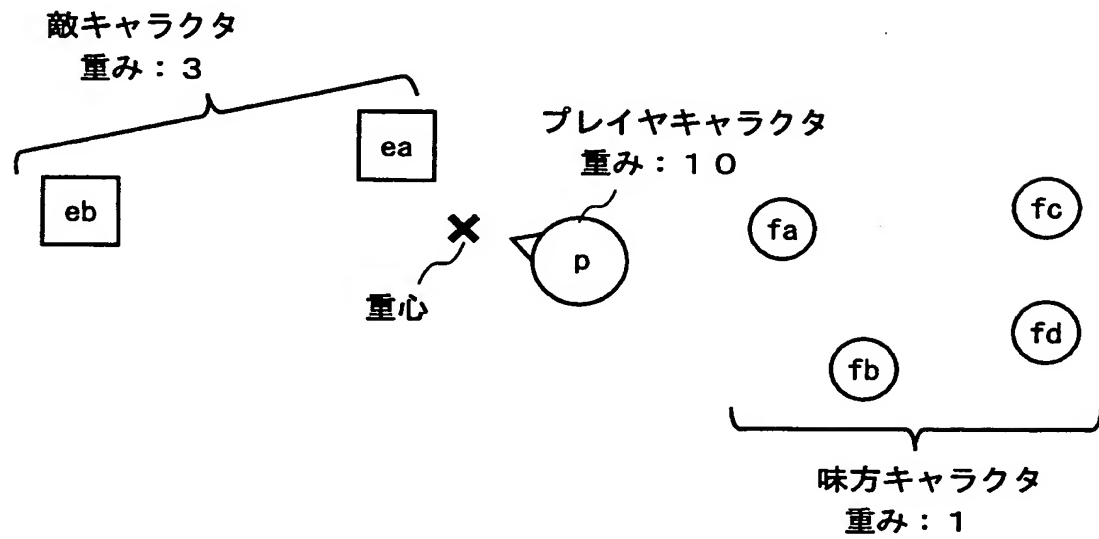 敵キャラクタ
重み：３
ea
eb
プレイヤキャラクタ
重み：１０
p
重心
fa
fc
fb
fd
味方キャラクタ
重み：１